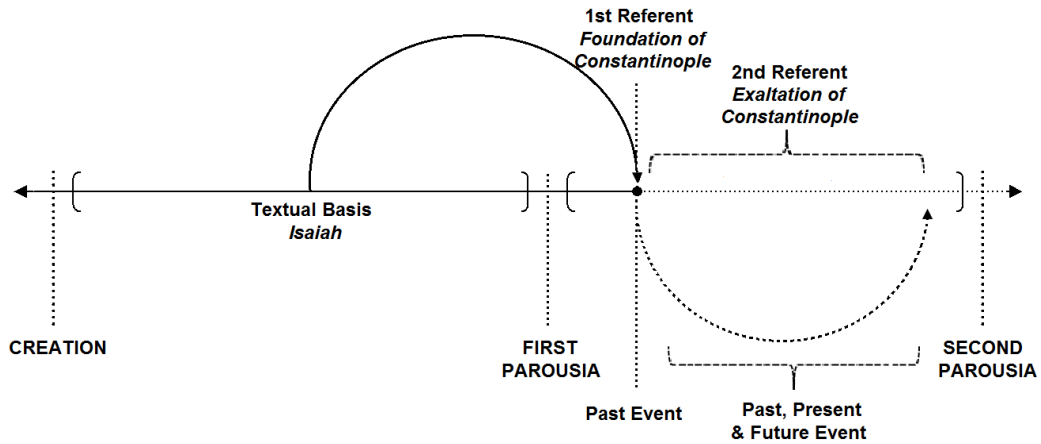 1st Referent
Foundation of
Constantinople
2nd Referent
Exaltation of
Constantinople
Textual Basis
Isaiah
CREATION
FIRST
PAROUSIA
SECOND
PAROUSIA
Past Event
Past, Present
& Future Event